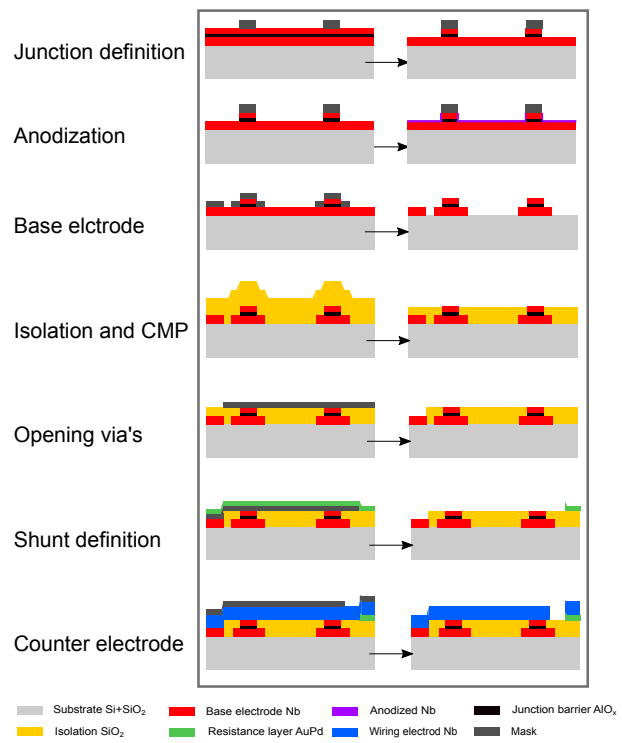 Junction definition
Anodization
Base elctrode
Isolation and CMP
Opening via's
Shunt definition
Counter electrode
Substrate Si+SiO₂ Base electrode Nb Anodized Nb Junction barrier AlOₓ
Isolation SiO₂ Resistance layer AuPd Wiring electrod Nb Mask